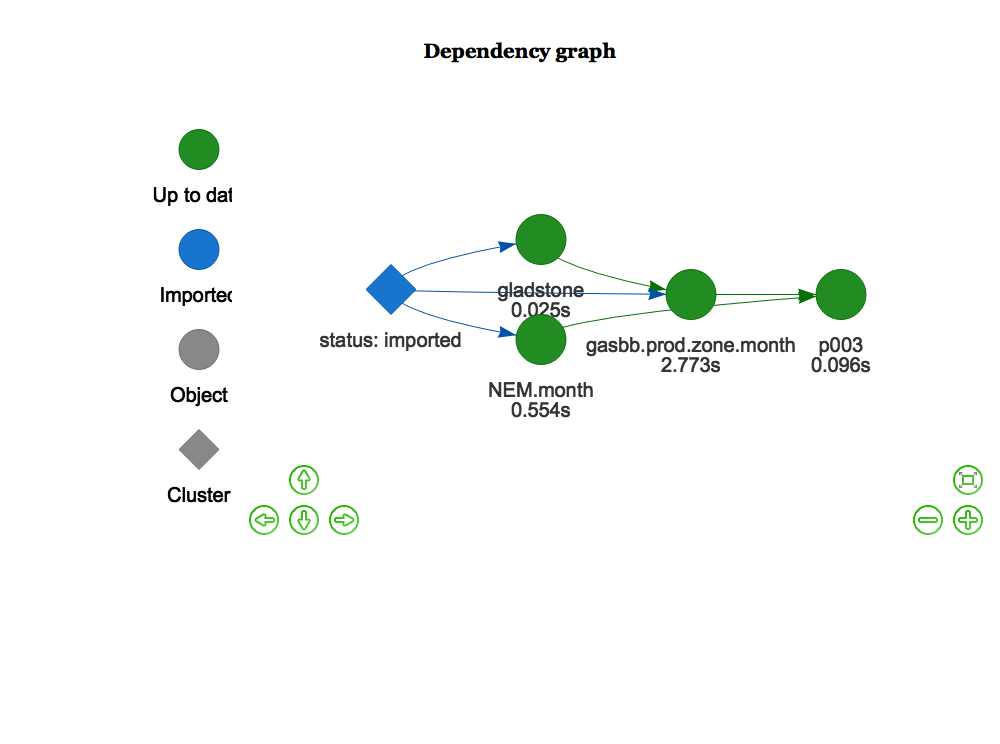 Dependency graph
Up to dat
Imported
Object
Cluster
status: imported
gladstone
0.025s
NEM.month
0.554s
gasbb.prod.zone.month
2.773s
p003
0.096s